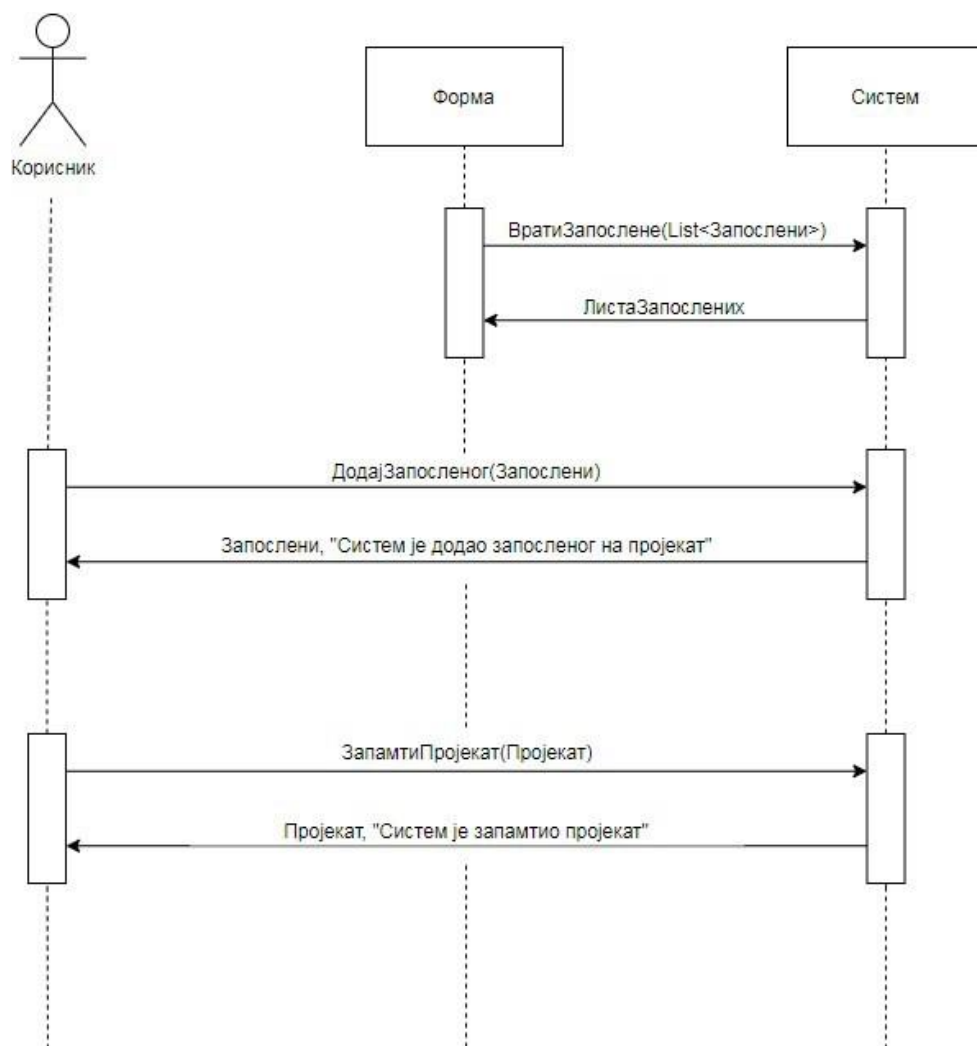 Форма
Систем
Корисник
ВратиЗапослене(List<Запослени>)
ЛистаЗапослених
ДодајЗапосленог(Запослени)
Запослени, "Систем је додао запосленог на пројекат"
ЗапамтиПројекат(Пројекат)
Пројекат, "Систем је запамтио пројекат"